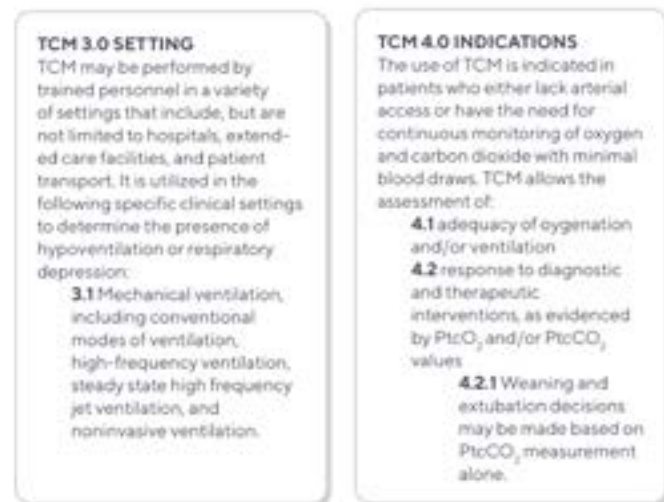 TCM 3.0 SETTING
TCM may be performed by
trained personnel in a variety
of settings that include, but are
not limited to hospitals, extend-
ed care facilities, and patient
transport. It is utilized in the
following specific clinical settings
to determine the presence of
hypoventilation or respiratory
depression:
3.1 Mechanical ventilation,
including conventional
modes of ventilation,
high-frequency ventilation,
steady state high frequency
jet ventilation, and
noninvasive ventilation.
TCM 4.0 INDICATIONS
The use of TCM is indicated in
patients who either lack arterial
access or have the need for
continuous monitoring of oxygen
and carbon dioxide with minimal
blood draws. TCM allows the
assessment of:
4.1 adequacy of oygenation
and/or ventilation
4.2 response to diagnostic
and therapeutic
interventions, as evidenced
by PtcO₂ and/or PtcCO₂
values
4.2.1 Weaning and
extubation decisions
may be made based on
PtcCO₂ measurement
alone.